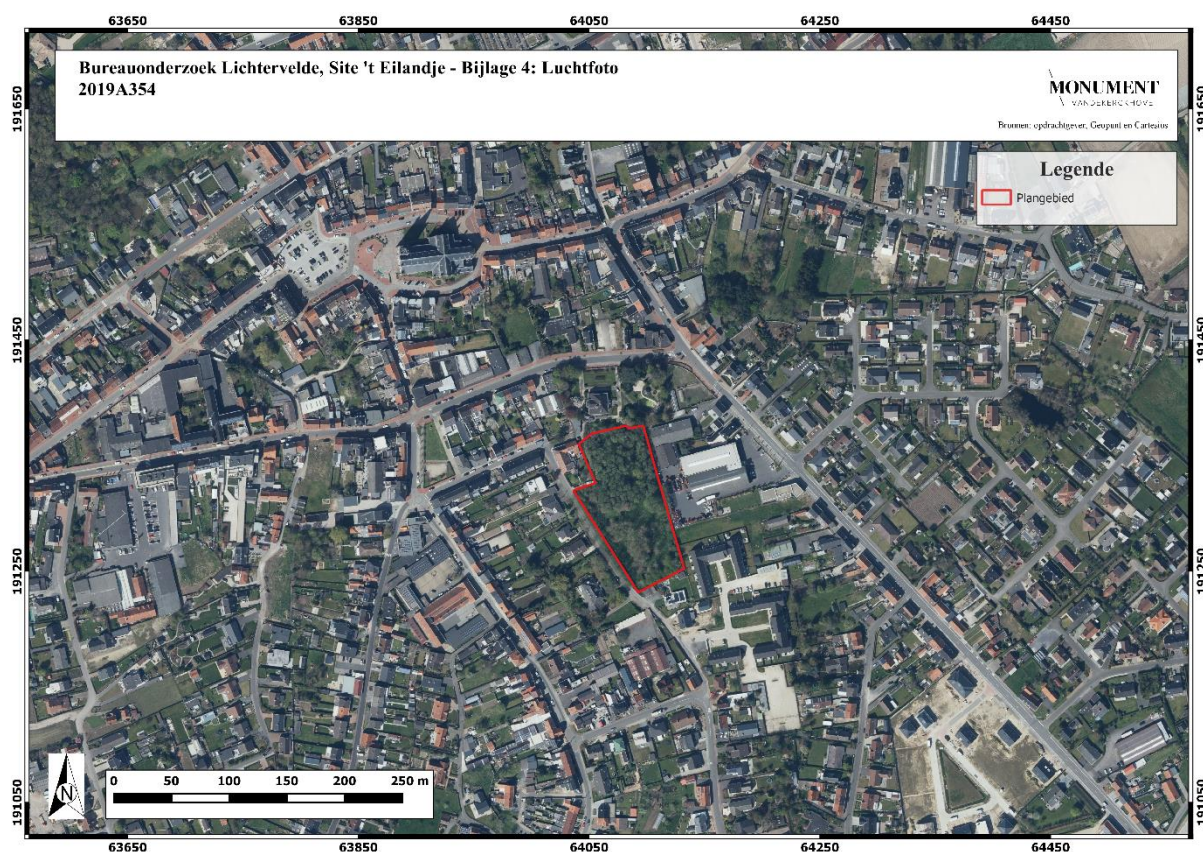 63650 63850 64050 64250 64450
Bureauonderzoek Lichtervelde, Site 't Eilandje - Bijlage 4: Luchtfoto
2019A354
MONUMENT
VANDEKERCKHOVE
Bronnen: opdrachtgever, Geopunt en Cartesius
Legende
Plangebied
191650
191450
191250
191050
191650
191450
191250
191050
N
0 50 100 150 200 250 m
63650 63850 64050 64250 64450